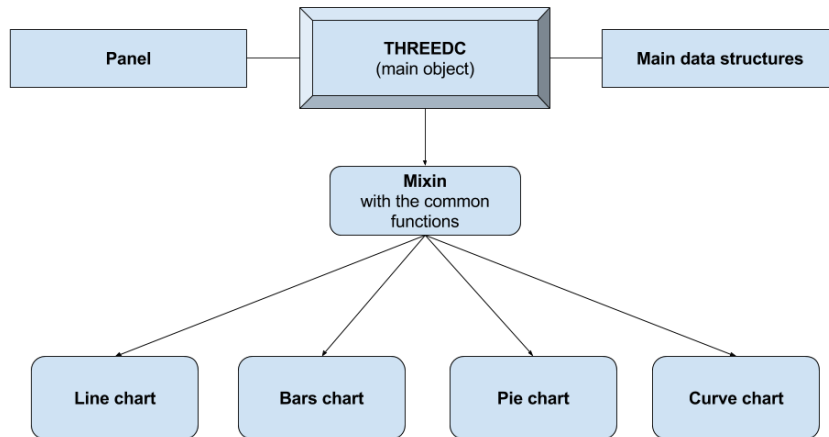 Panel
THREEDC
(main object)
Main data structures
Mixin
with the common
functions
Line chart
Bars chart
Pie chart
Curve chart